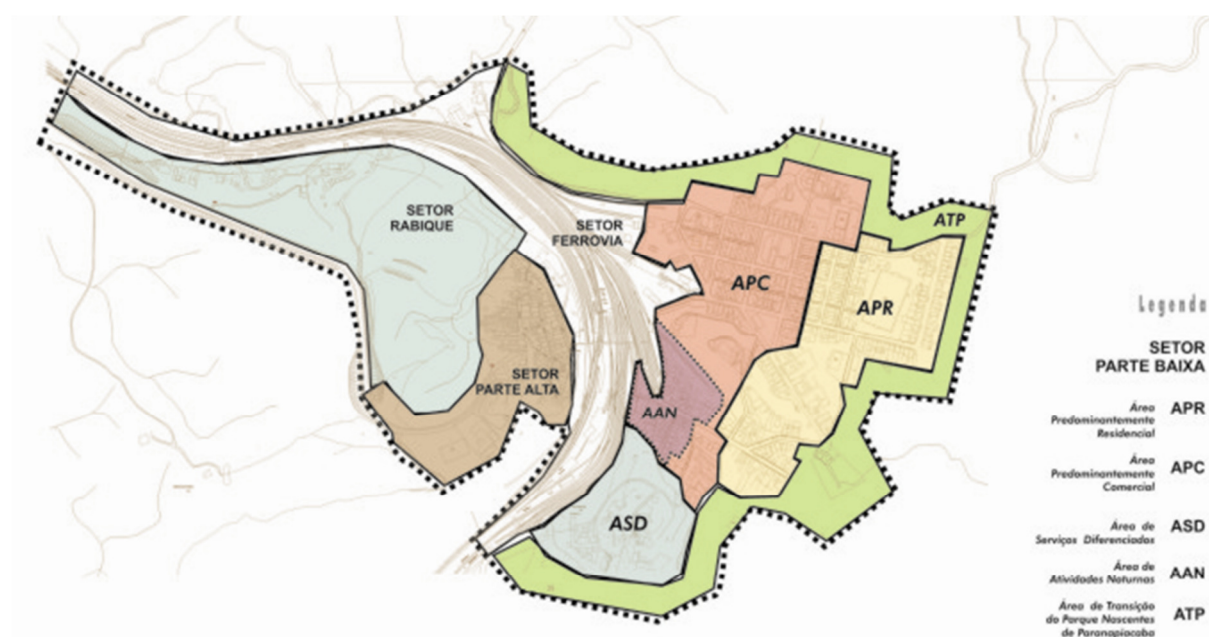 SETOR
RABIQUE
SETOR
FERROVIA
SETOR
PARTE ALTA
ATP
APC
APR
AAN
ASD
Legenda
SETOR
PARTE BAIXA
Área
Predominantemente
Residencial
APR
Área
Predominantemente
Comercial
APC
Área de
Serviços Diferenciados
ASD
Área de
Atividades Noturnas
AAN
Área de Transição
do Parque Nascentes
de Paranapiacaba
ATP